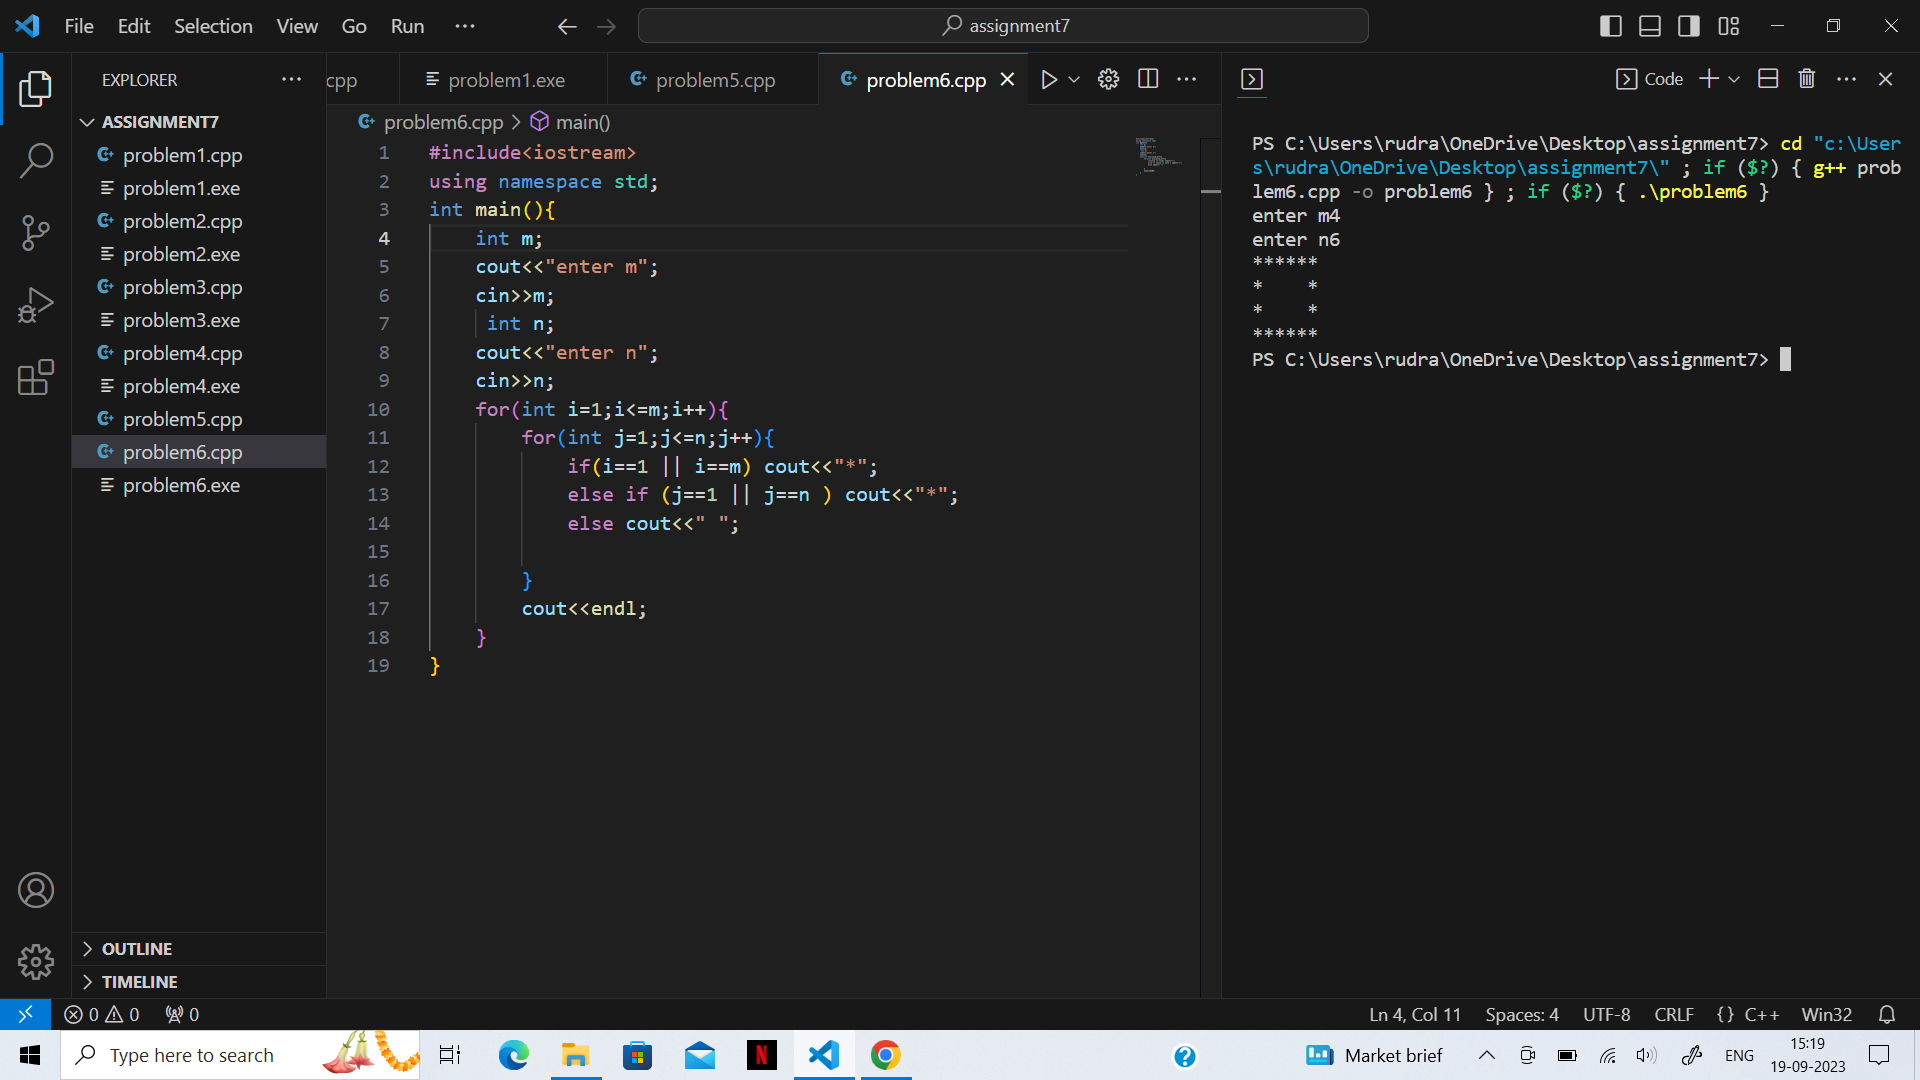 File Edit Selection View Go Run ··· assignment7
EXPLORER ···
ASSIGNMENT7
problem1.cpp
problem1.exe
problem2.cpp
problem2.exe
problem3.cpp
problem3.exe
problem4.cpp
problem4.exe
problem5.cpp
problem6.cpp
problem6.exe
OUTLINE
TIMELINE
cpp problem1.exe problem5.cpp problem6.cpp
problem6.cpp > main()
1 #include<iostream>
2 using namespace std;
3 int main(){
4     int m;
5     cout<<"enter m";
6     cin>>m;
7      int n;
8     cout<<"enter n";
9     cin>>n;
10     for(int i=1;i<=m;i++){
11         for(int j=1;j<=n;j++){
12             if(i==1 || i==m) cout<<"*";
13             else if (j==1 || j==n ) cout<<"*";
14             else cout<<" ";
15
16         }
17         cout<<endl;
18     }
19 }
Code
PS C:\Users\rudra\OneDrive\Desktop\assignment7> cd "c:\User
s\rudra\OneDrive\Desktop\assignment7\" ; if ($?) { g++ prob
lem6.cpp -o problem6 } ; if ($?) { .\problem6 }
enter m4
enter n6
******
*    *
*    *
******
PS C:\Users\rudra\OneDrive\Desktop\assignment7>
0 0 0 Ln 4, Col 11 Spaces: 4 UTF-8 CRLF {} C++ Win32
Type here to search N Market brief ENG 15:19
19-09-2023